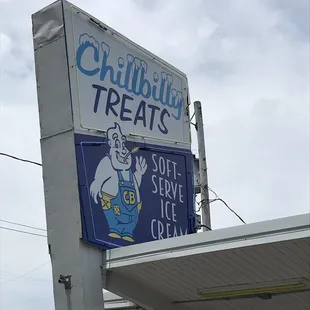 Chillbilly
TREATS
SOFT-
SERVE
ICE
CREAM
CB